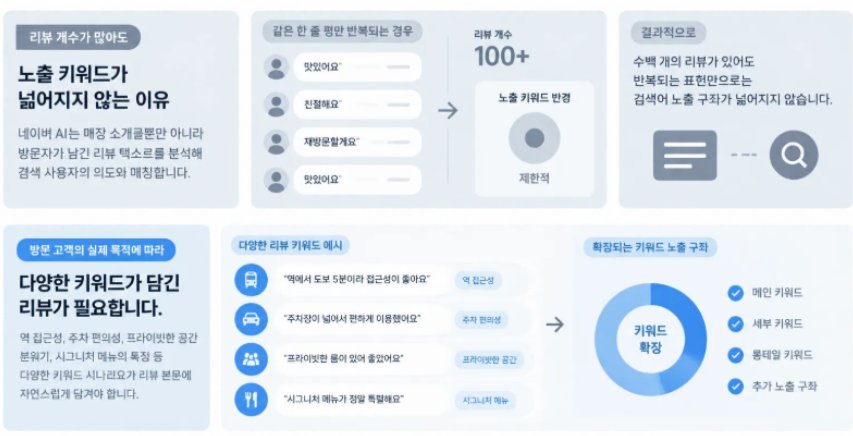 리뷰 개수가 많아도
노출 키워드가
넓어지지 않는 이유
네이버 AI는 매장 소개글뿐만 아니라
방문자가 남긴 리뷰 텍스르를 분석해
검색 사용자의 의도와 매칭합니다.
같은 한 줄 평만 반복되는 경우
맛있어요"
친절해요"
재방문할게요"
맛있어요"
리뷰 개수
100+
노출 키워드 반경
제한적
결과적으로
수백 개의 리뷰가 있어도
반복되는 표현만으로는
검색어 노출 구좌가 넓어지지 않습니다.
방문 고객의 실제 목적에 따라
다양한 키워드가 담긴
리뷰가 필요합니다.
역 접근성, 주차 편의성, 프라이빗한 공간
분위기, 시그니처 메뉴의 특정 등
다양한 키워드 시나리요가 리뷰 본문에
자연스럽게 담겨야 합니다.
다양한 리뷰 키워드 예시
"역에서 도보 5분이라 접근성이 좋아요"
역 접근성
"주차장이 넓어서 편하게 이용했어요"
주차 편의성
"프라이빗한 룸이 있어 좋았어요"
프라이빗한 공간
"시그니처 메뉴가 정말 특별해요"
시그니처 메뉴
확장되는 키워드 노출 구좌
키워드
확장
메인 키워드
세부 키워드
롱테일 키워드
추가 노출 구좌